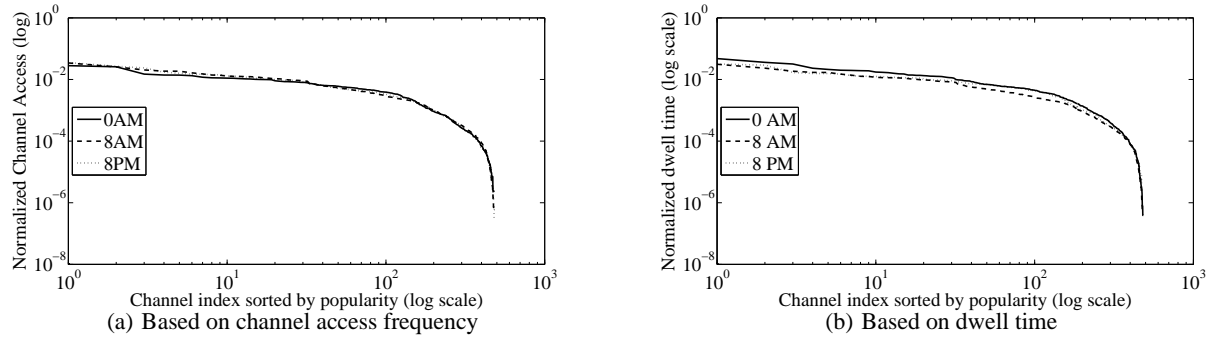 Normalized Channel Access (log)
10^0
10^-2
10^-4
10^-6
10^-8
0AM
8AM
8PM
10^0
10^1
10^2
10^3
Channel index sorted by popularity (log scale)
(a) Based on channel access frequency
Normalized dwell time (log scale)
10^0
10^-2
10^-4
10^-6
10^-8
0 AM
8 AM
8 PM
10^0
10^1
10^2
10^3
Channel index sorted by popularity (log scale)
(b) Based on dwell time